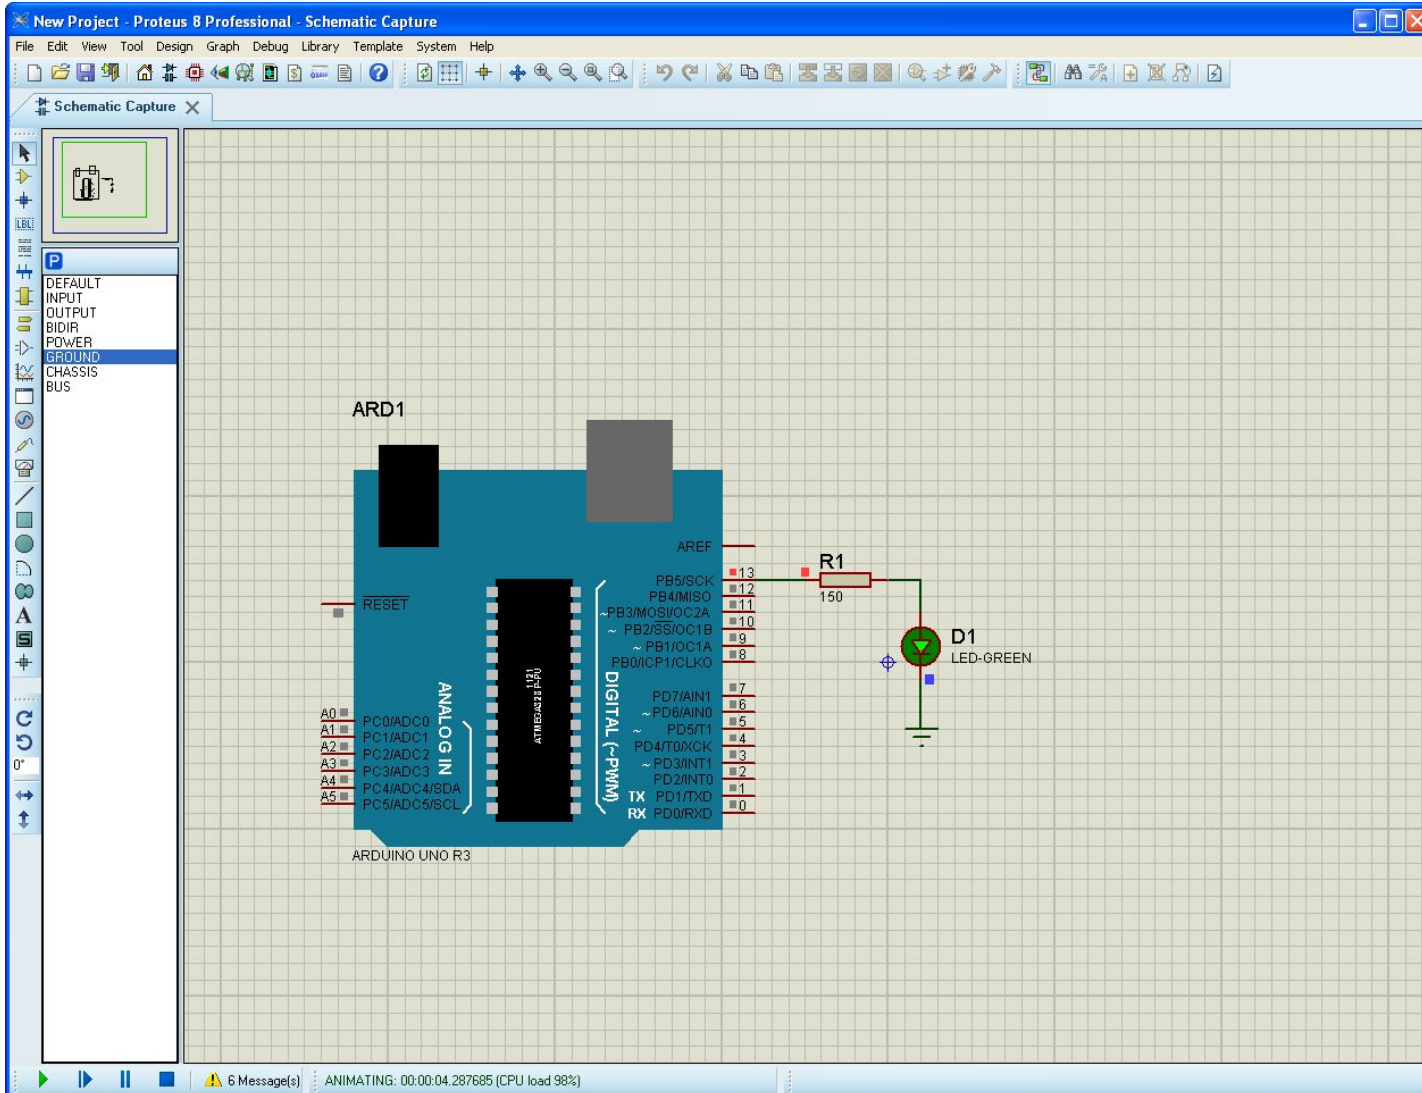 New Project - Proteus 8 Professional - Schematic Capture
File Edit View Tool Design Graph Debug Library Template System Help
Schematic Capture
LBL
P
DEFAULT
INPUT
OUTPUT
BIDIR
POWER
GROUND
CHASSIS
BUS
A
S
0°
ARD1
AREF
RESET
PB5/SCK 13
PB4/MISO 12
~PB3/MOSI/OC2A 11
~ PB2/SS/OC1B 10
~ PB1/OC1A 9
PB0/ICP1/CLKO 8
PD7/AIN1 7
~PD6/AIN0 6
~ PD5/T1 5
PD4/T0/XCK 4
~PD3/INT1 3
PD2/INT0 2
TX PD1/TXD 1
RX PD0/RXD 0
DIGITAL (~PWM)
1121
ATMEGA328P-PU
ANALOG IN
A0 PC0/ADC0
A1 PC1/ADC1
A2 PC2/ADC2
A3 PC3/ADC3
A4 PC4/ADC4/SDA
A5 PC5/ADC5/SCL
ARDUINO UNO R3
R1
150
D1
LED-GREEN
6 Message(s)
ANIMATING: 00:00:04.287685 (CPU load 98%)